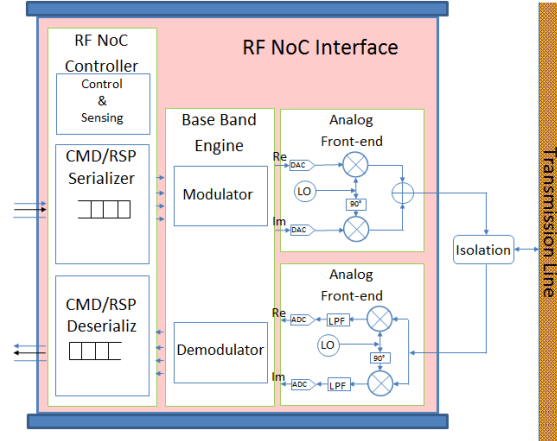 RF NoC Interface
RF NoC
Controller
Control
&
Sensing
CMD/RSP
Serializer
CMD/RSP
Deserializ
Base Band
Engine
Modulator
Demodulator
Analog
Front-end
Re
DAC
LO
90°
Im
DAC
Analog
Front-end
Re
ADC
LPF
LO
90°
Im
ADC
LPF
Isolation
Transmission Line